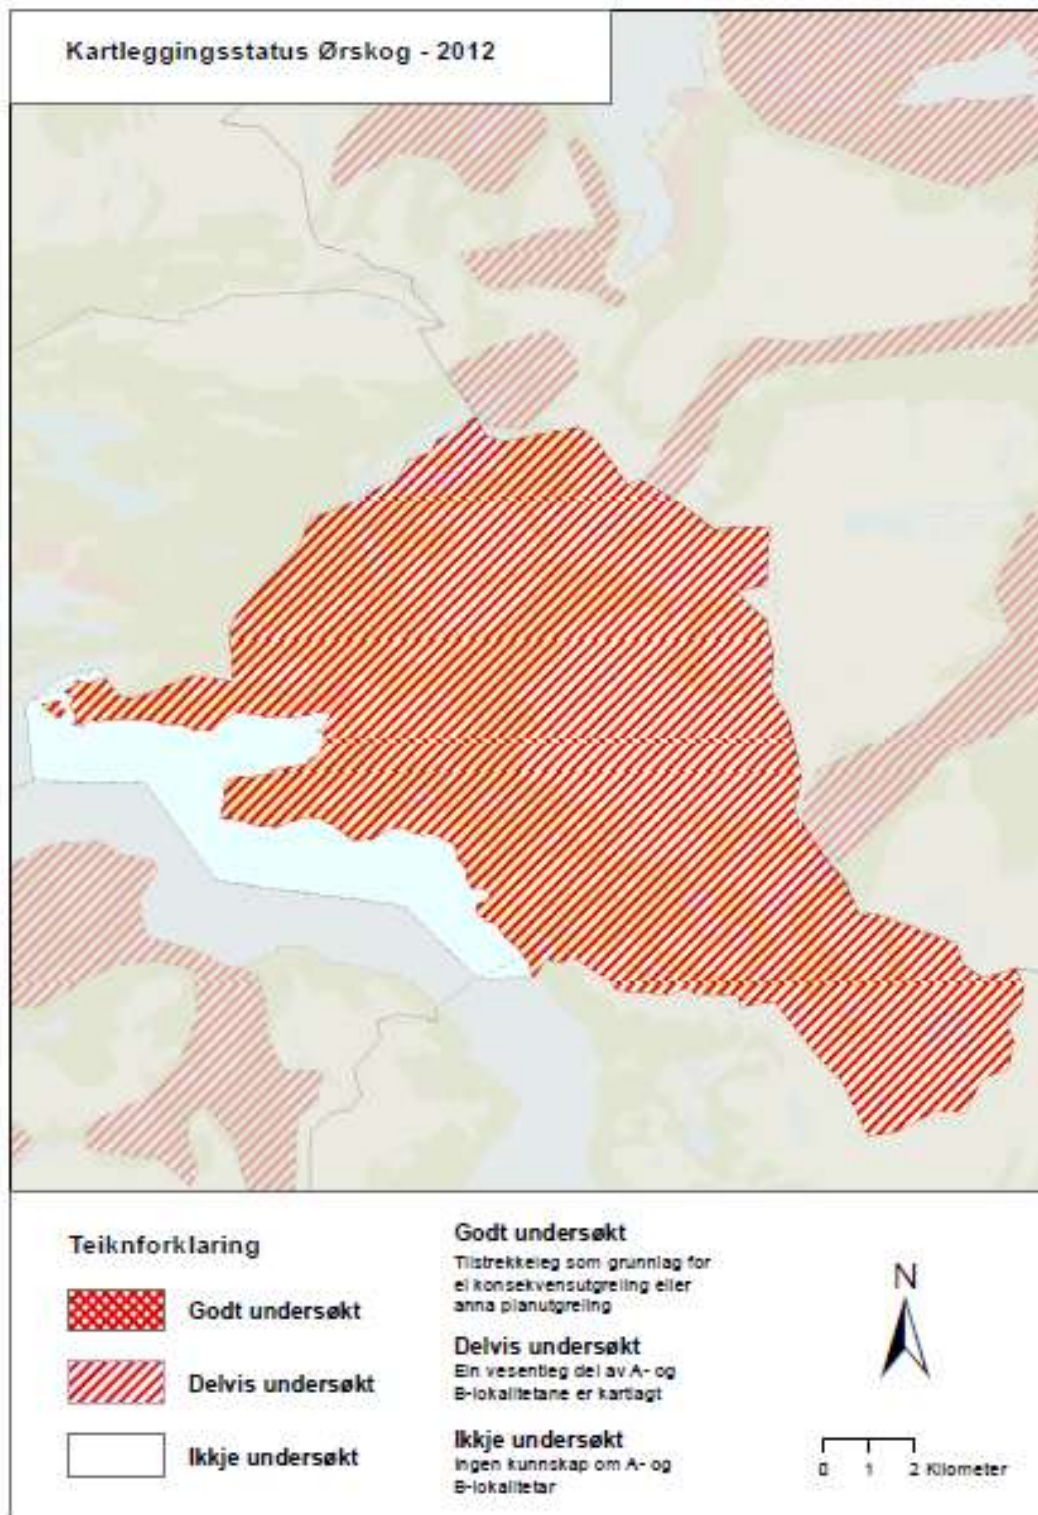 Kartleggingsstatus Ørskog - 2012
Teiknforklaring
Godt undersøkt
Delvis undersøkt
Ikkje undersøkt
Godt undersøkt
Tilstrekkeleg som grunnlag for
ei konsekvensutgreiing eller
anna planutgreiing
Delvis undersøkt
Ein vesentleg del av A- og
B-lokalitetane er kartlagt
Ikkje undersøkt
Ingen kunnskap om A- og
B-lokalitetar
N
0 1 2 Kilometer